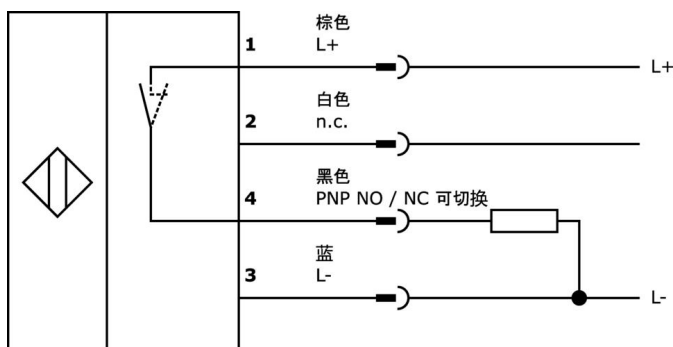 棕色
1
L+
L+
白色
2
n.c.
黑色
4
PNP NO / NC 可切换
蓝
3
L-
L-